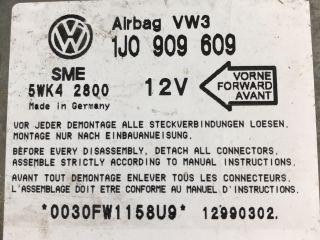 Airbag VW3
1J0 909 609
SME
5WK4 2800
Made in Germany
12V
VORNE
FORWARD
AVANT
VOR JEDER DEMONTAGE ALLE STECKVERBINDUNGEN LOESEN.
MONTAGE NUR NACH EINBAUANWEISUNG.
BEFORE EVERY DISASSEMBLY, DETACH ALL CONNECTORS.
ASSEMBLE STRICTLY ACCORDING TO MANUAL INSTRUCTIONS.
AVANT TOUT DEMONTAGE ENLEVER TOUS LES CONNECTEURS.
L'ASSEMBLAGE DOIT ETRE CONFORME AU MANUEL D'INSTRUCTIONS.
*0030FW1158U9* 12990302.